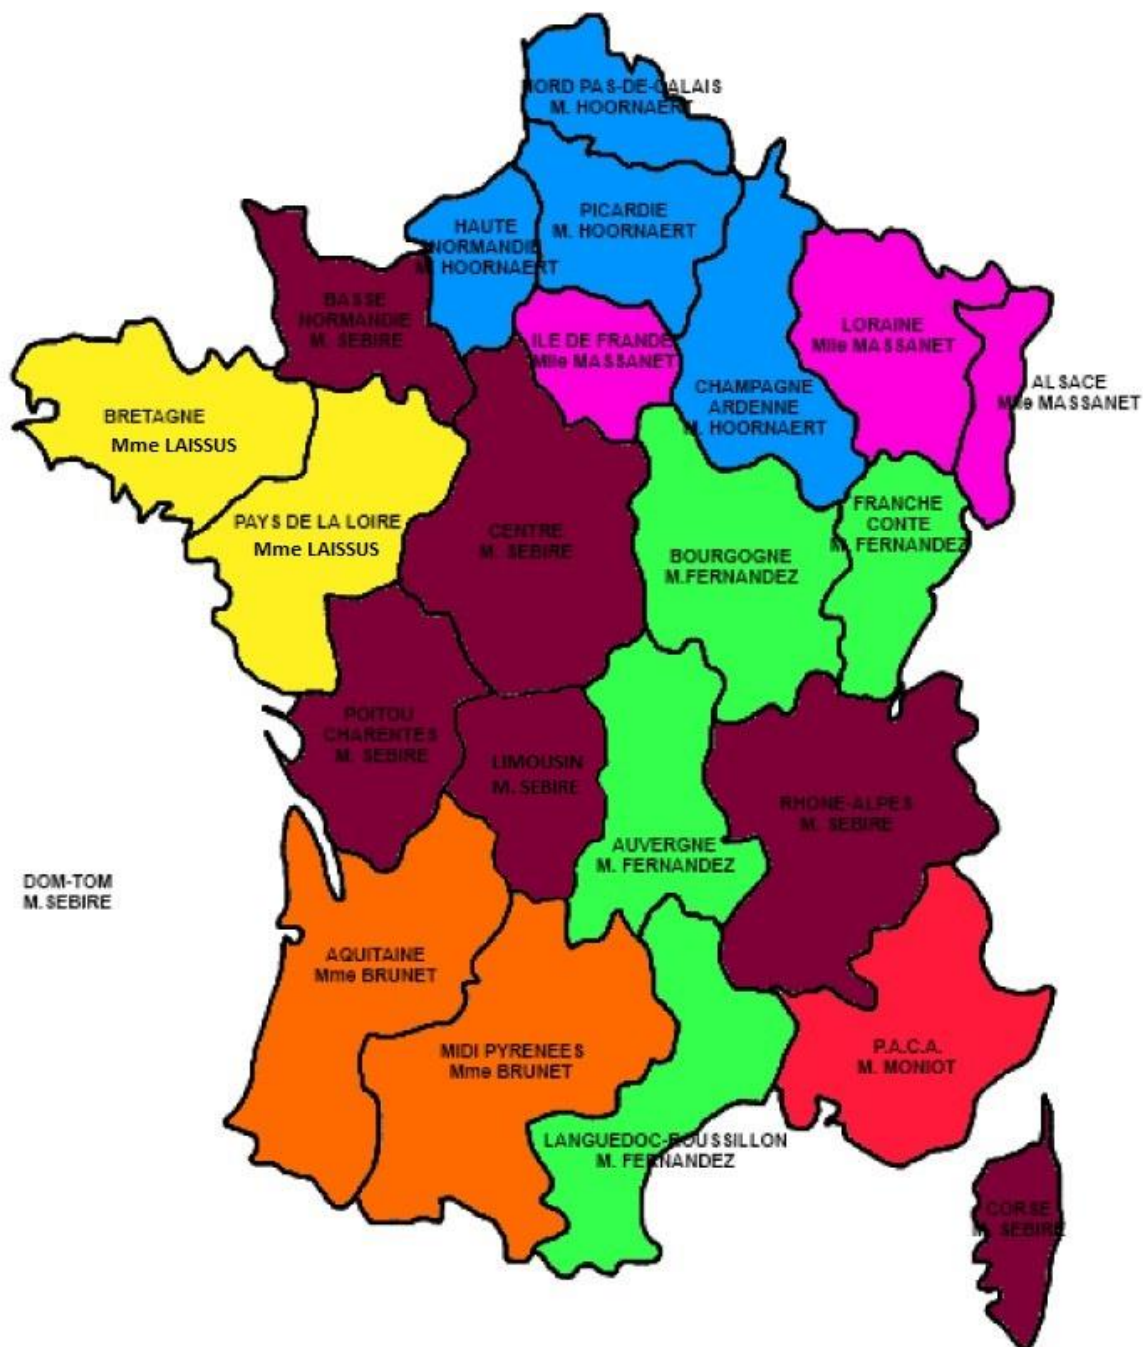 NORD PAS-DE-CALAIS
M. HOORNAERT
PICARDIE
M. HOORNAERT
HAUTE
NORMANDIE
M. HOORNAERT
BASSE
NORMANDIE
M. SEBIRE
ILE DE FRANDE
Mlle MASSANET
LORAINE
Mlle MASSANET
ALSACE
Mlle MASSANET
CHAMPAGNE
ARDENNE
M. HOORNAERT
BRETAGNE
Mme LAISSUS
PAYS DE LA LOIRE
Mme LAISSUS
CENTRE
M. SEBIRE
BOURGOGNE
M.FERNANDEZ
FRANCHE
CONTE
M. FERNANDEZ
POITOU
CHARENTES
M. SEBIRE
LIMOUSIN
M. SEBIRE
RHONE-ALPES
M. SEBIRE
AUVERGNE
M. FERNANDEZ
DOM-TOM
M. SEBIRE
AQUITAINE
Mme BRUNET
MIDI PYRENEES
Mme BRUNET
P.A.C.A.
M. MONIOT
LANGUEDOC-ROUSSILLON
M. FERNANDEZ
CORSE
M. SEBIRE